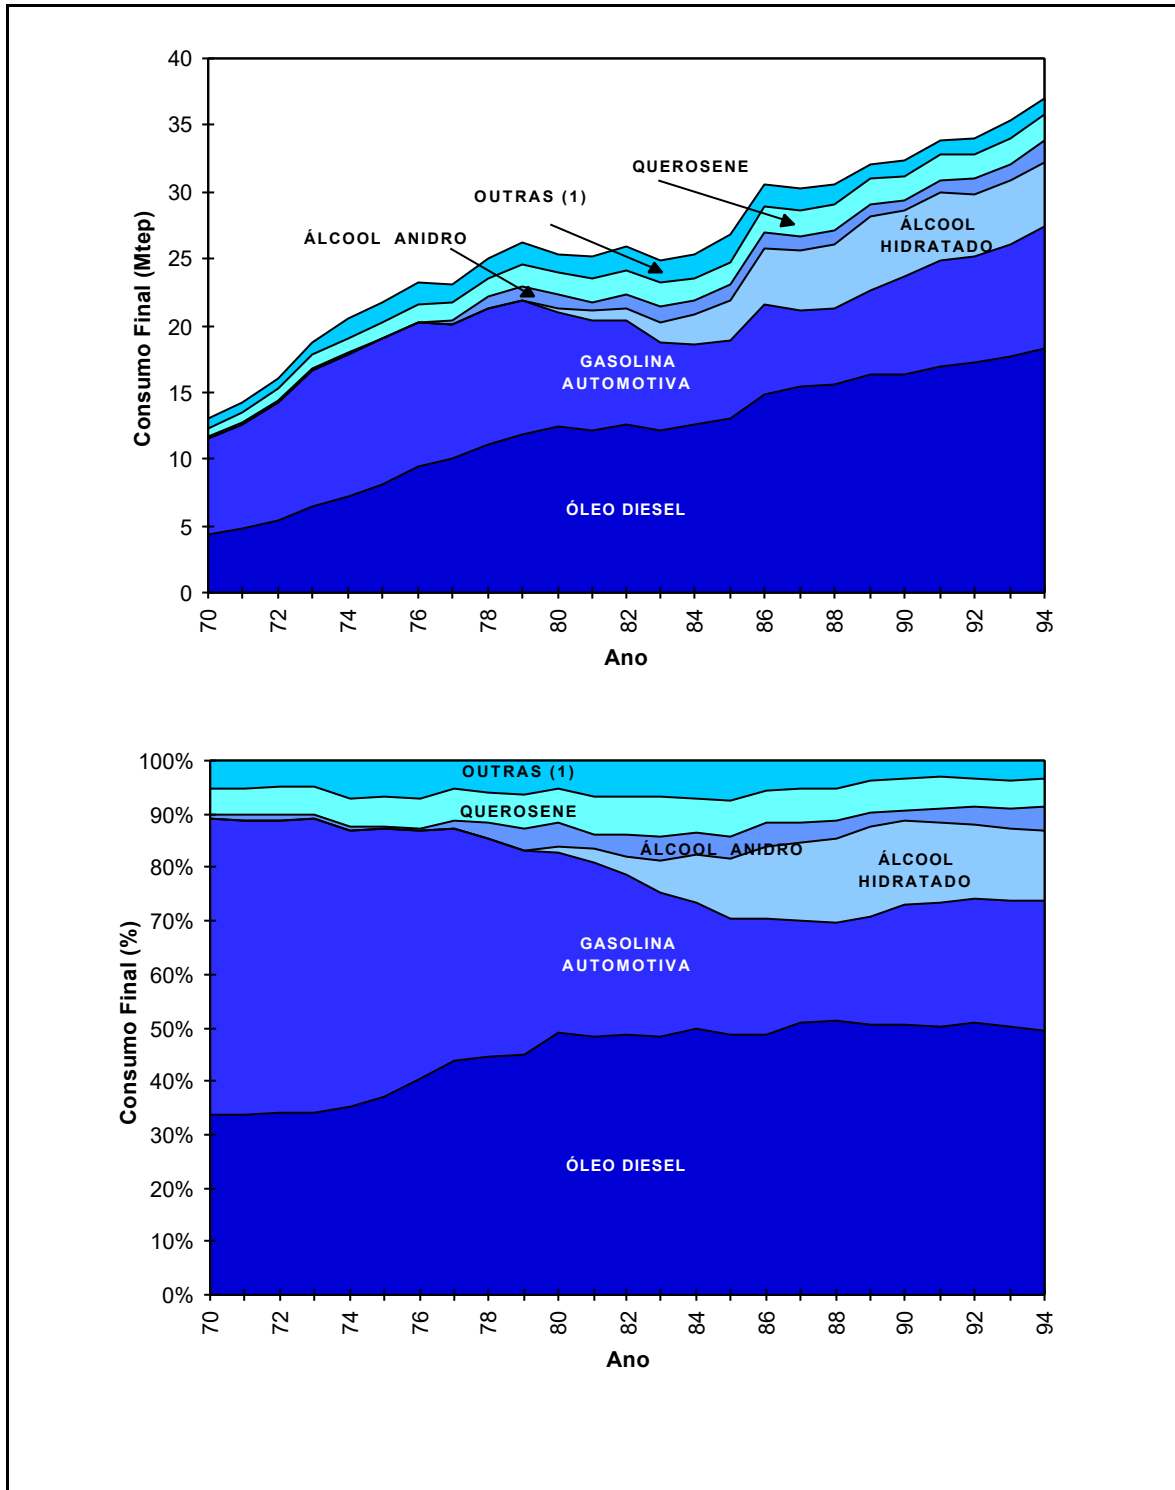 40
35
30
25
20
15
10
5
0
Consumo Final (Mtep)
QUEROSENE
OUTRAS (1)
ÁLCOOL ANIDRO
ÁLCOOL
HIDRATADO
GASOLINA
AUTOMOTIVA
ÓLEO DIESEL
70 72 74 76 78 80 82 84 86 88 90 92 94
Ano
100%
90%
80%
70%
60%
50%
40%
30%
20%
10%
0%
Consumo Final (%)
OUTRAS (1)
QUEROSENE
ÁLCOOL ANIDRO
ÁLCOOL
HIDRATADO
GASOLINA
AUTOMOTIVA
ÓLEO DIESEL
70 72 74 76 78 80 82 84 86 88 90 92 94
Ano